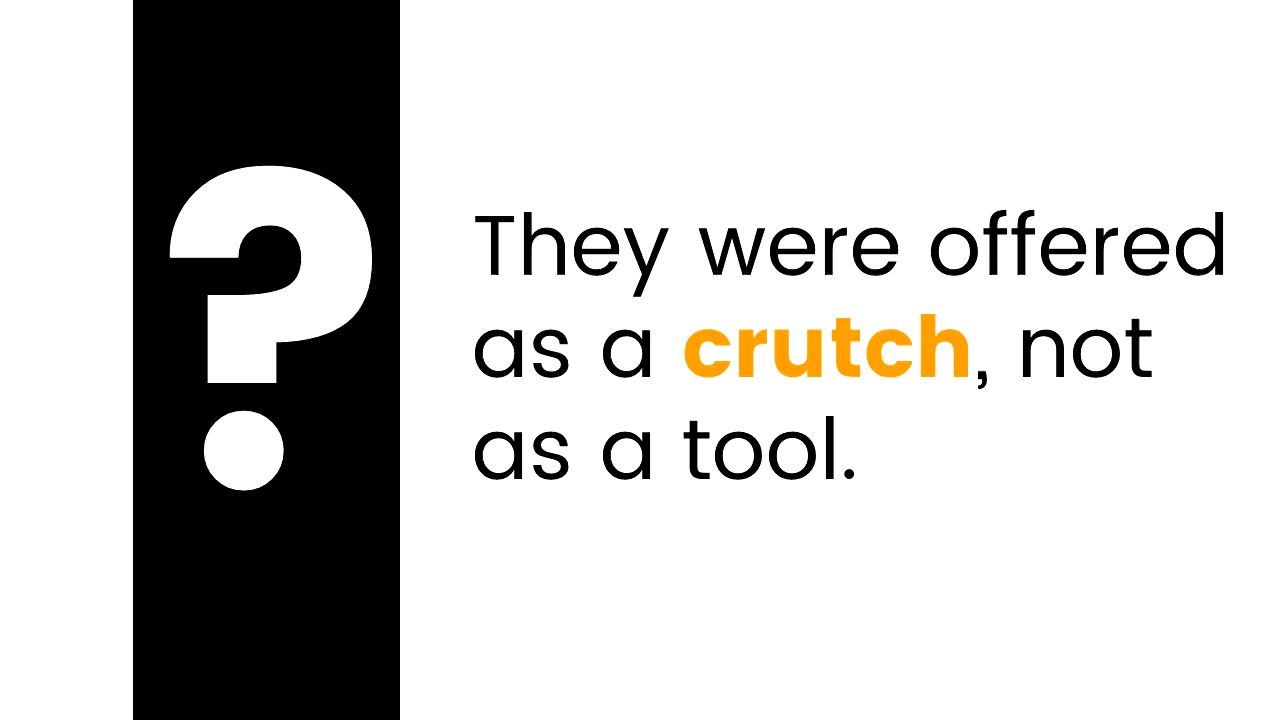 ?
They were offered
as a crutch, not
as a tool.